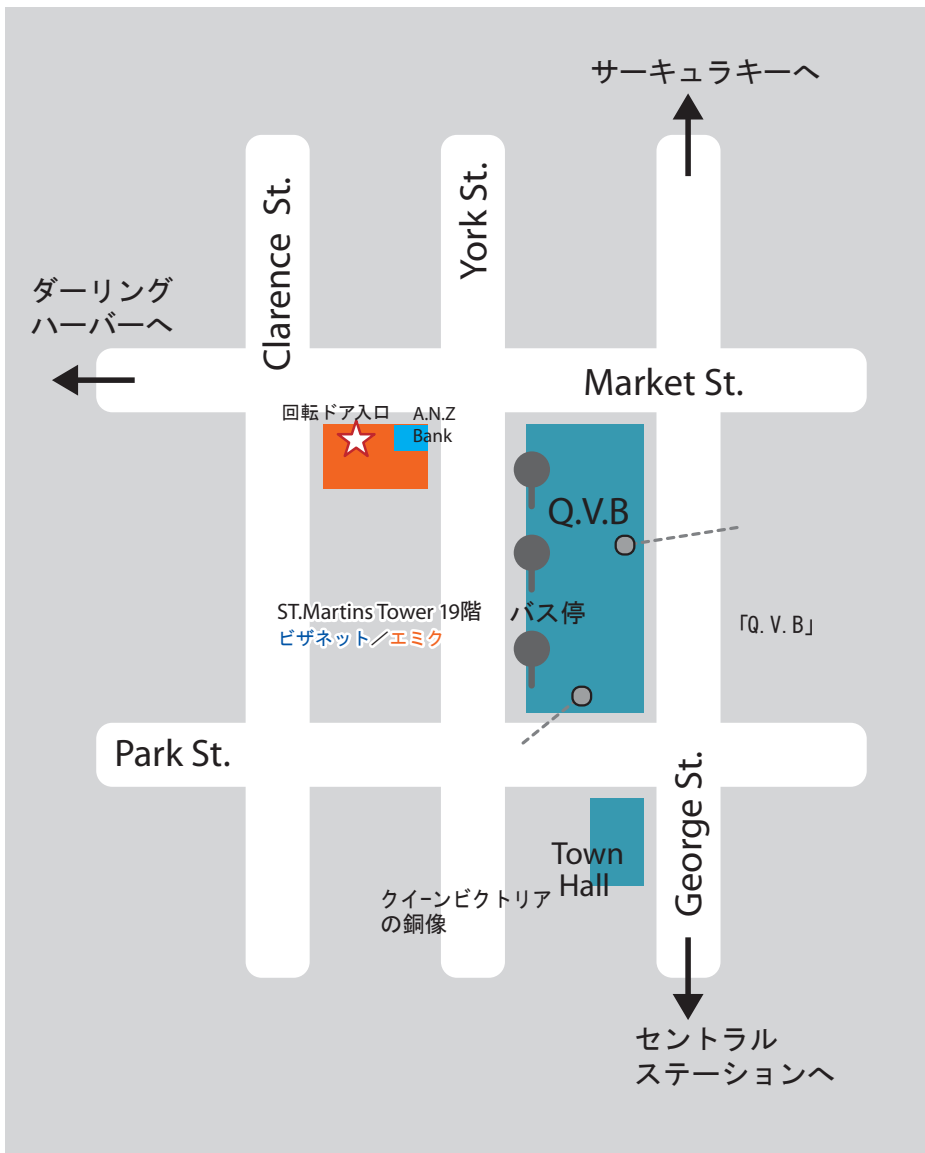 サーキュラキーへ
Clarence St.
York St.
ダーリング
ハーバーへ
Market St.
回転ドア入口
A.N.Z
Bank
Q.V.B
ST.Martins Tower 19階
ビザネット／エミク
バス停
「Q.V.B」
Park St.
George St.
Town
Hall
クイーンビクトリア
の銅像
セントラル
ステーションへ